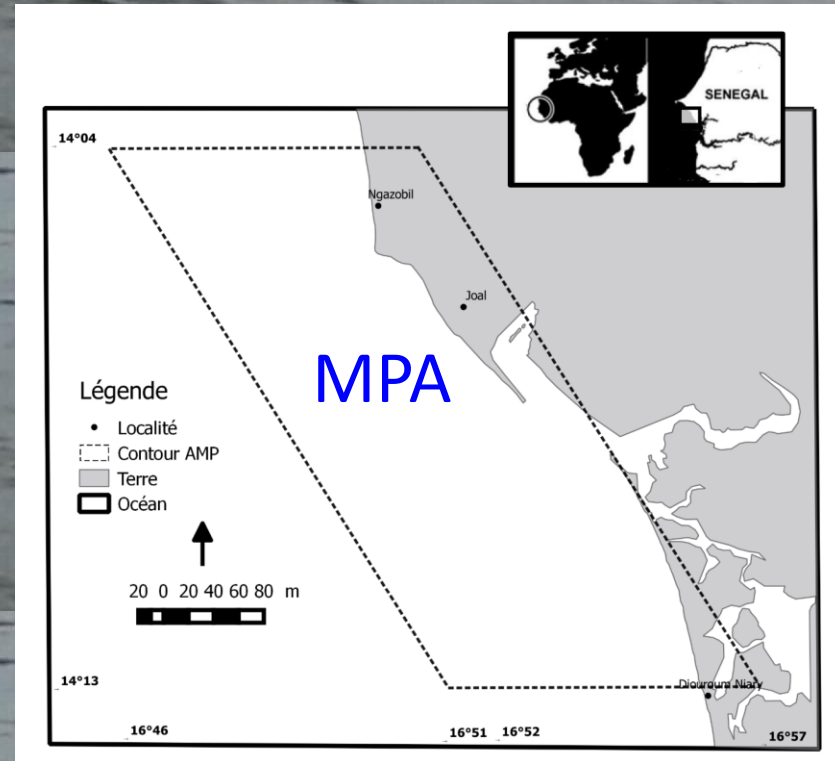 SENEGAL
14°04
Ngazobil
Joal
MPA
Légende
Localité
Contour AMP
Terre
Océan
20 0 20 40 60 80 m
14°13
Diouroum Niary
16°46
16°51
16°52
16°57